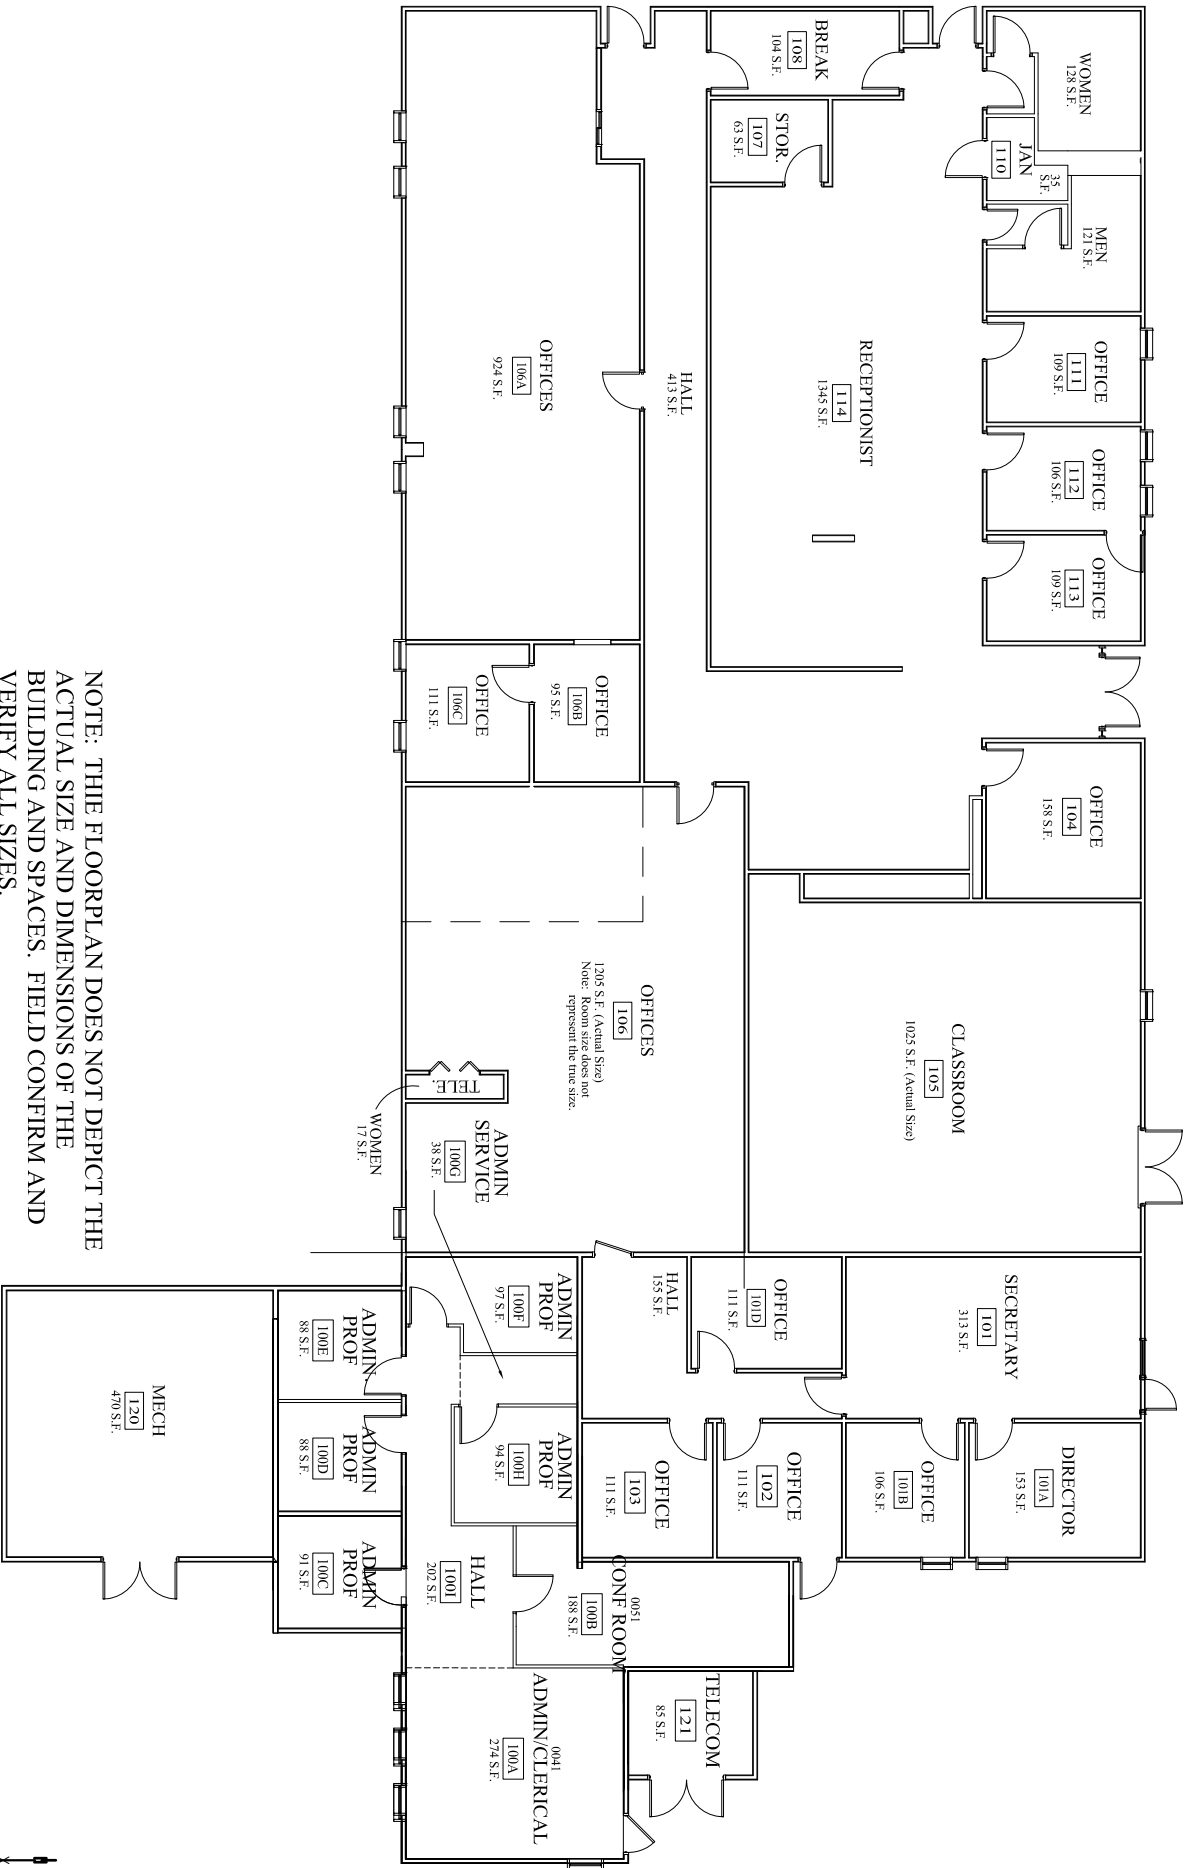 WOMEN
128 S.F.
JAN
110
35
S.F.
MEN
121 S.F.
OFFICE
111
109 S.F.
OFFICE
112
106 S.F.
OFFICE
113
109 S.F.
OFFICE
104
158 S.F.
BREAK
108
104 S.F.
STOR.
107
63 S.F.
RECEPTIONIST
114
1345 S.F.
HALL
413 S.F.
OFFICES
106A
924 S.F.
OFFICE
106B
95 S.F.
OFFICE
106C
111 S.F.
CLASSROOM
105
1025 S.F. (Actual Size)
OFFICES
106
1205 S.F. (Actual Size)
Note: Room size does not
represent the true size.
TELE.
WOMEN
17 S.F.
ADMIN
SERVICE
100G
38 S.F.
SECRETARY
101
313 S.F.
OFFICE
101D
111 S.F.
HALL
155 S.F.
DIRECTOR
101A
153 S.F.
OFFICE
101B
106 S.F.
OFFICE
102
111 S.F.
OFFICE
103
111 S.F.
ADMIN
PROF
100F
97 S.F.
ADMIN
PROF
100H
94 S.F.
ADMIN
PROF
100E
88 S.F.
ADMIN
PROF
100D
88 S.F.
ADMIN
PROF
100C
91 S.F.
HALL
100I
202 S.F.
0051
CONF ROOM
100B
188 S.F.
TELECOM
121
85 S.F.
0041
ADMIN/CLERICAL
100A
274 S.F.
MECH
120
470 S.F.
NOTE: THE FLOORPLAN DOES NOT DEPICT THE
ACTUAL SIZE AND DIMENSIONS OF THE
BUILDING AND SPACES. FIELD CONFIRM AND
VERIFY ALL SIZES.